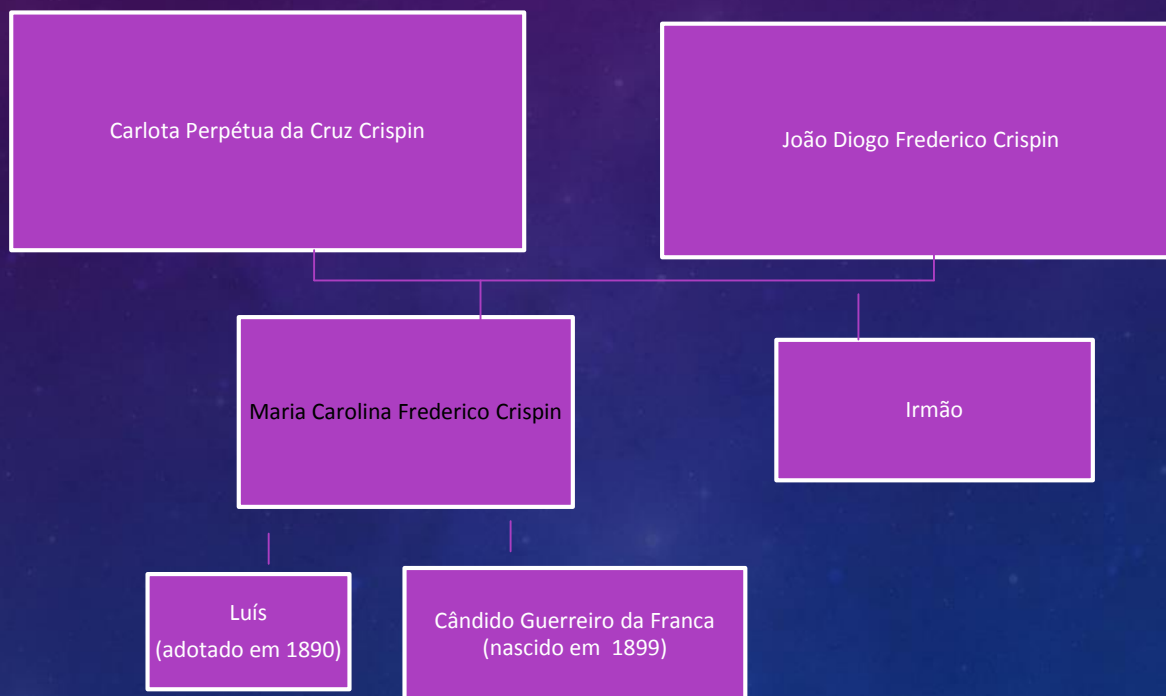 Carlota Perpétua da Cruz Crispin
João Diogo Frederico Crispin
Maria Carolina Frederico Crispin
Irmão
Luís
(adotado em 1890)
Cândido Guerreiro da Franca
(nascido em 1899)